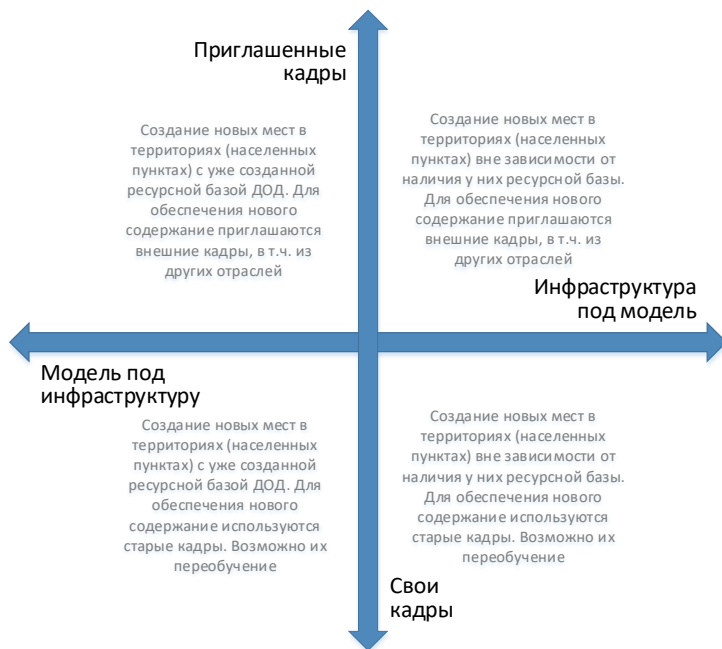 Приглашенные
кадры
Создание новых мест в
территориях (населенных
пунктах) с уже созданной
ресурсной базой ДОД. Для
обеспечения нового
содержание приглашаются
внешние кадры, в т.ч. из
других отраслей
Создание новых мест в
территориях (населенных
пунктах) вне зависимости от
наличия у них ресурсной базы.
Для обеспечения нового
содержание приглашаются
внешние кадры, в т.ч. из
других отраслей
Инфраструктура
под модель
Модель под
инфраструктуру
Создание новых мест в
территориях (населенных
пунктах) с уже созданной
ресурсной базой ДОД. Для
обеспечения нового
содержание используются
старые кадры. Возможно их
переобучение
Создание новых мест в
территориях (населенных
пунктах) вне зависимости от
наличия у них ресурсной базы.
Для обеспечения нового
содержание используются
старые кадры. Возможно их
переобучение
Свои
кадры